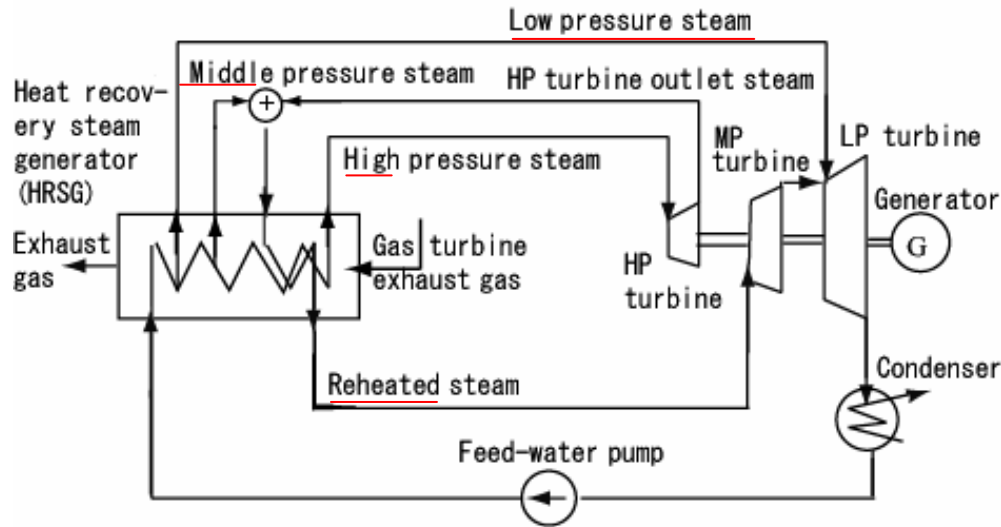 Low pressure steam
Middle pressure steam
HP turbine outlet steam
Heat recov-
ery steam
generator
(HRSG)
+
High pressure steam
MP
turbine
LP turbine
Generator
G
Exhaust
gas
Gas turbine
exhaust gas
HP
turbine
Reheated steam
Condenser
Feed-water pump